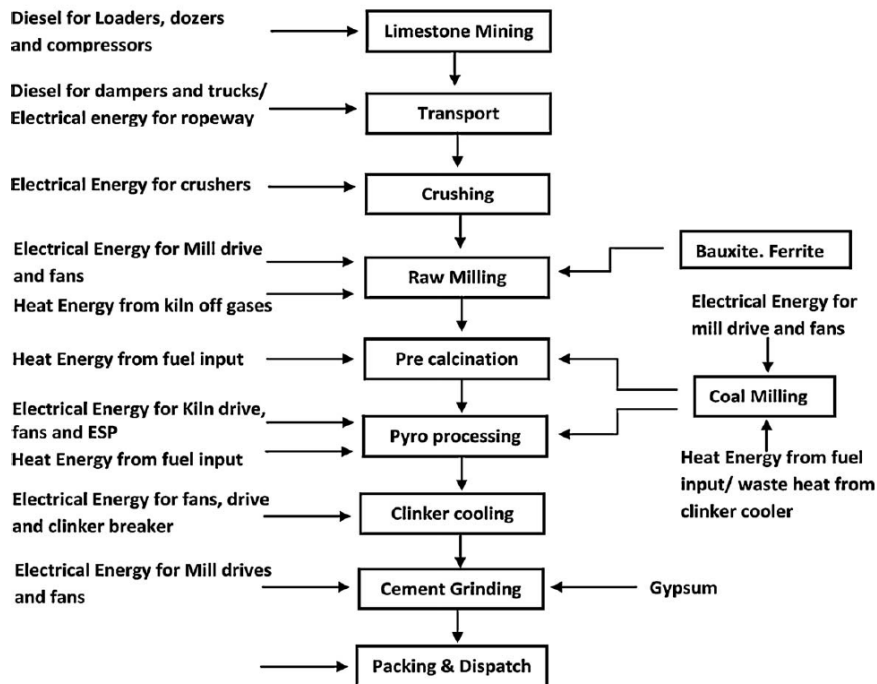 Diesel for Loaders, dozers
and compressors
Limestone Mining
Diesel for dampers and trucks/
Electrical energy for ropeway
Transport
Electrical Energy for crushers
Crushing
Electrical Energy for Mill drive
and fans
Heat Energy from kiln off gases
Raw Milling
Bauxite. Ferrite
Electrical Energy for
mill drive and fans
Heat Energy from fuel input
Pre calcination
Coal Milling
Electrical Energy for Kiln drive,
fans and ESP
Heat Energy from fuel input
Pyro processing
Heat Energy from fuel
input/ waste heat from
clinker cooler
Electrical Energy for fans, drive
and clinker breaker
Clinker cooling
Electrical Energy for Mill drives
and fans
Cement Grinding
Gypsum
Packing & Dispatch